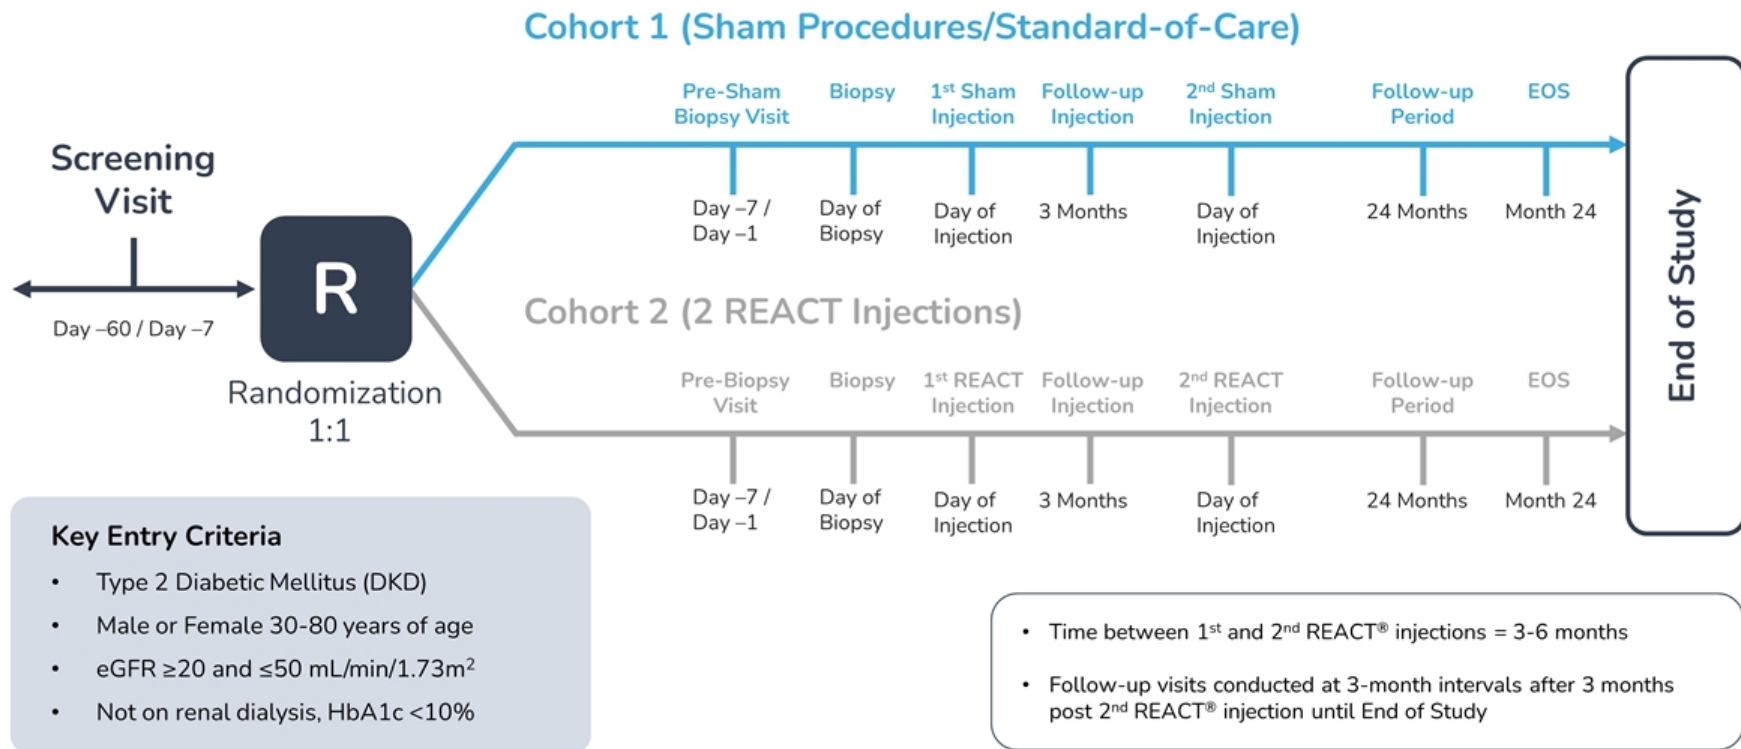 Cohort 1 (Sham Procedures/Standard-of-Care)
Pre-Sham
Biopsy Visit
Biopsy
1st Sham
Injection
Follow-up
Injection
2nd Sham
Injection
Follow-up
Period
EOS
Day –7 /
Day –1
Day of
Biopsy
Day of
Injection
3 Months
Day of
Injection
24 Months
Month 24
Screening
Visit
Day –60 / Day –7
R
Randomization
1:1
Cohort 2 (2 REACT Injections)
Pre-Biopsy
Visit
Biopsy
1st REACT
Injection
Follow-up
Injection
2nd REACT
Injection
Follow-up
Period
EOS
Day –7 /
Day –1
Day of
Biopsy
Day of
Injection
3 Months
Day of
Injection
24 Months
Month 24
End of Study
Key Entry Criteria
• Type 2 Diabetic Mellitus (DKD)
• Male or Female 30-80 years of age
• eGFR ≥20 and ≤50 mL/min/1.73m²
• Not on renal dialysis, HbA1c <10%
• Time between 1st and 2nd REACT® injections = 3-6 months
• Follow-up visits conducted at 3-month intervals after 3 months
post 2nd REACT® injection until End of Study